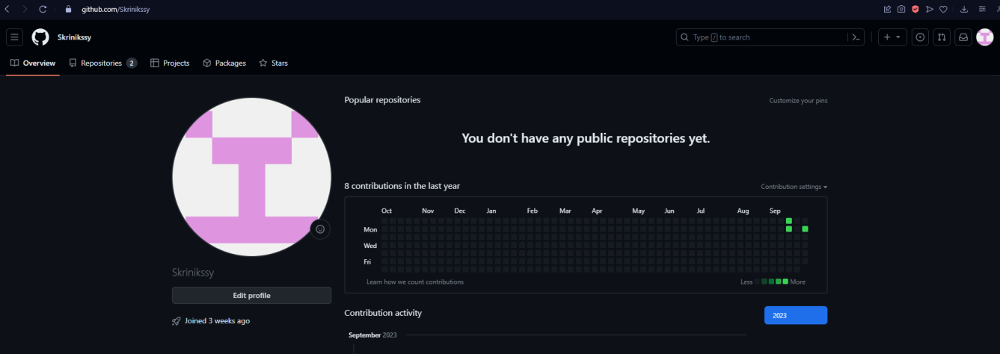 github.com/Skrinikssy
Skrinikssy
Type / to search
Overview Repositories 2 Projects Packages Stars
Popular repositories
Customize your pins
You don't have any public repositories yet.
8 contributions in the last year
Contribution settings
Oct Nov Dec Jan Feb Mar Apr May Jun Jul Aug Sep
Mon
Wed
Fri
Learn how we count contributions
Less More
Skrinikssy
Edit profile
Joined 3 weeks ago
Contribution activity
2023
September 2023